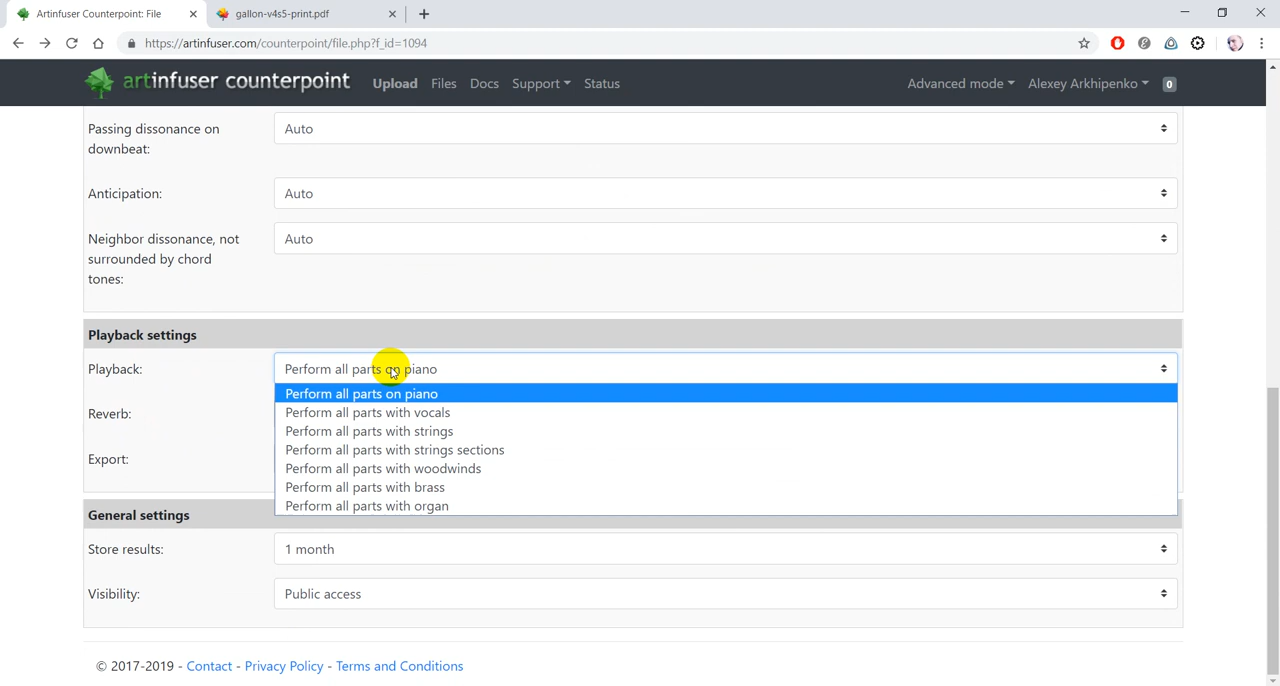 Artinfuser Counterpoint: File
gallon-v4s5-print.pdf
https://artinfuser.com/counterpoint/file.php?f_id=1094
artinfuser counterpoint
Upload
Files
Docs
Support
Status
Advanced mode
Alexey Arkhipenko
0
Passing dissonance on
downbeat:
Auto
Anticipation:
Auto
Neighbor dissonance, not
surrounded by chord
tones:
Auto
Playback settings
Playback:
Perform all parts on piano
Perform all parts on piano
Perform all parts with vocals
Perform all parts with strings
Perform all parts with strings sections
Perform all parts with woodwinds
Perform all parts with brass
Perform all parts with organ
Reverb:
Export:
General settings
Store results:
1 month
Visibility:
Public access
© 2017-2019 - Contact - Privacy Policy - Terms and Conditions